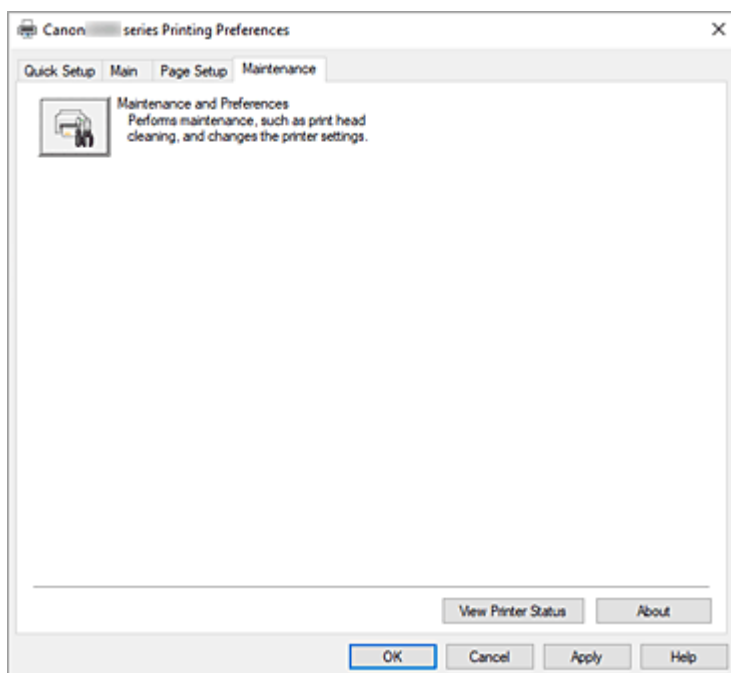 Canon series Printing Preferences
Quick Setup Main Page Setup Maintenance
Maintenance and Preferences
Performs maintenance, such as print head
cleaning, and changes the printer settings.
View Printer Status About
OK Cancel Apply Help